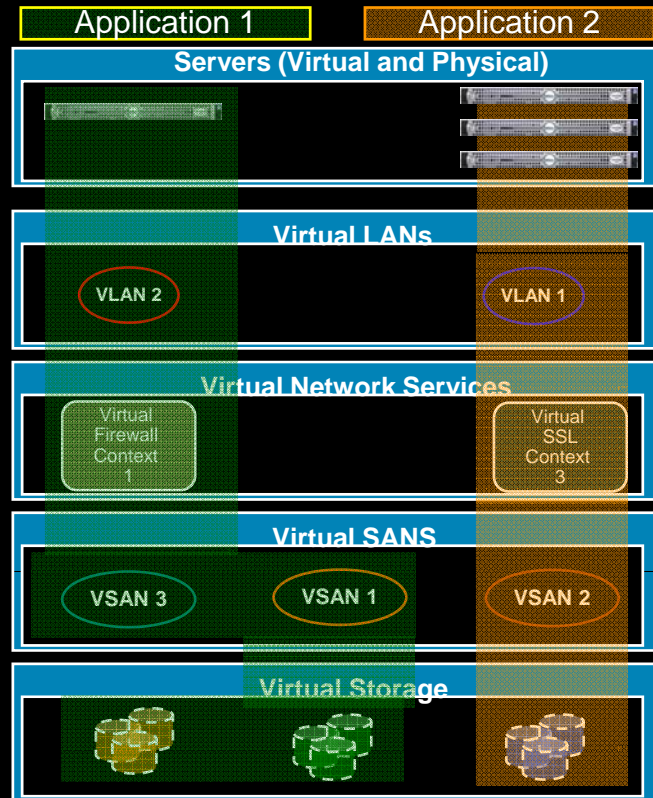 Application 1
Application 2
Servers (Virtual and Physical)
Virtual LANs
VLAN 2
VLAN 1
Virtual Network Services
Virtual
Firewall
Context
1
Virtual
SSL
Context
3
Virtual SANS
VSAN 3
VSAN 1
VSAN 2
Virtual Storage